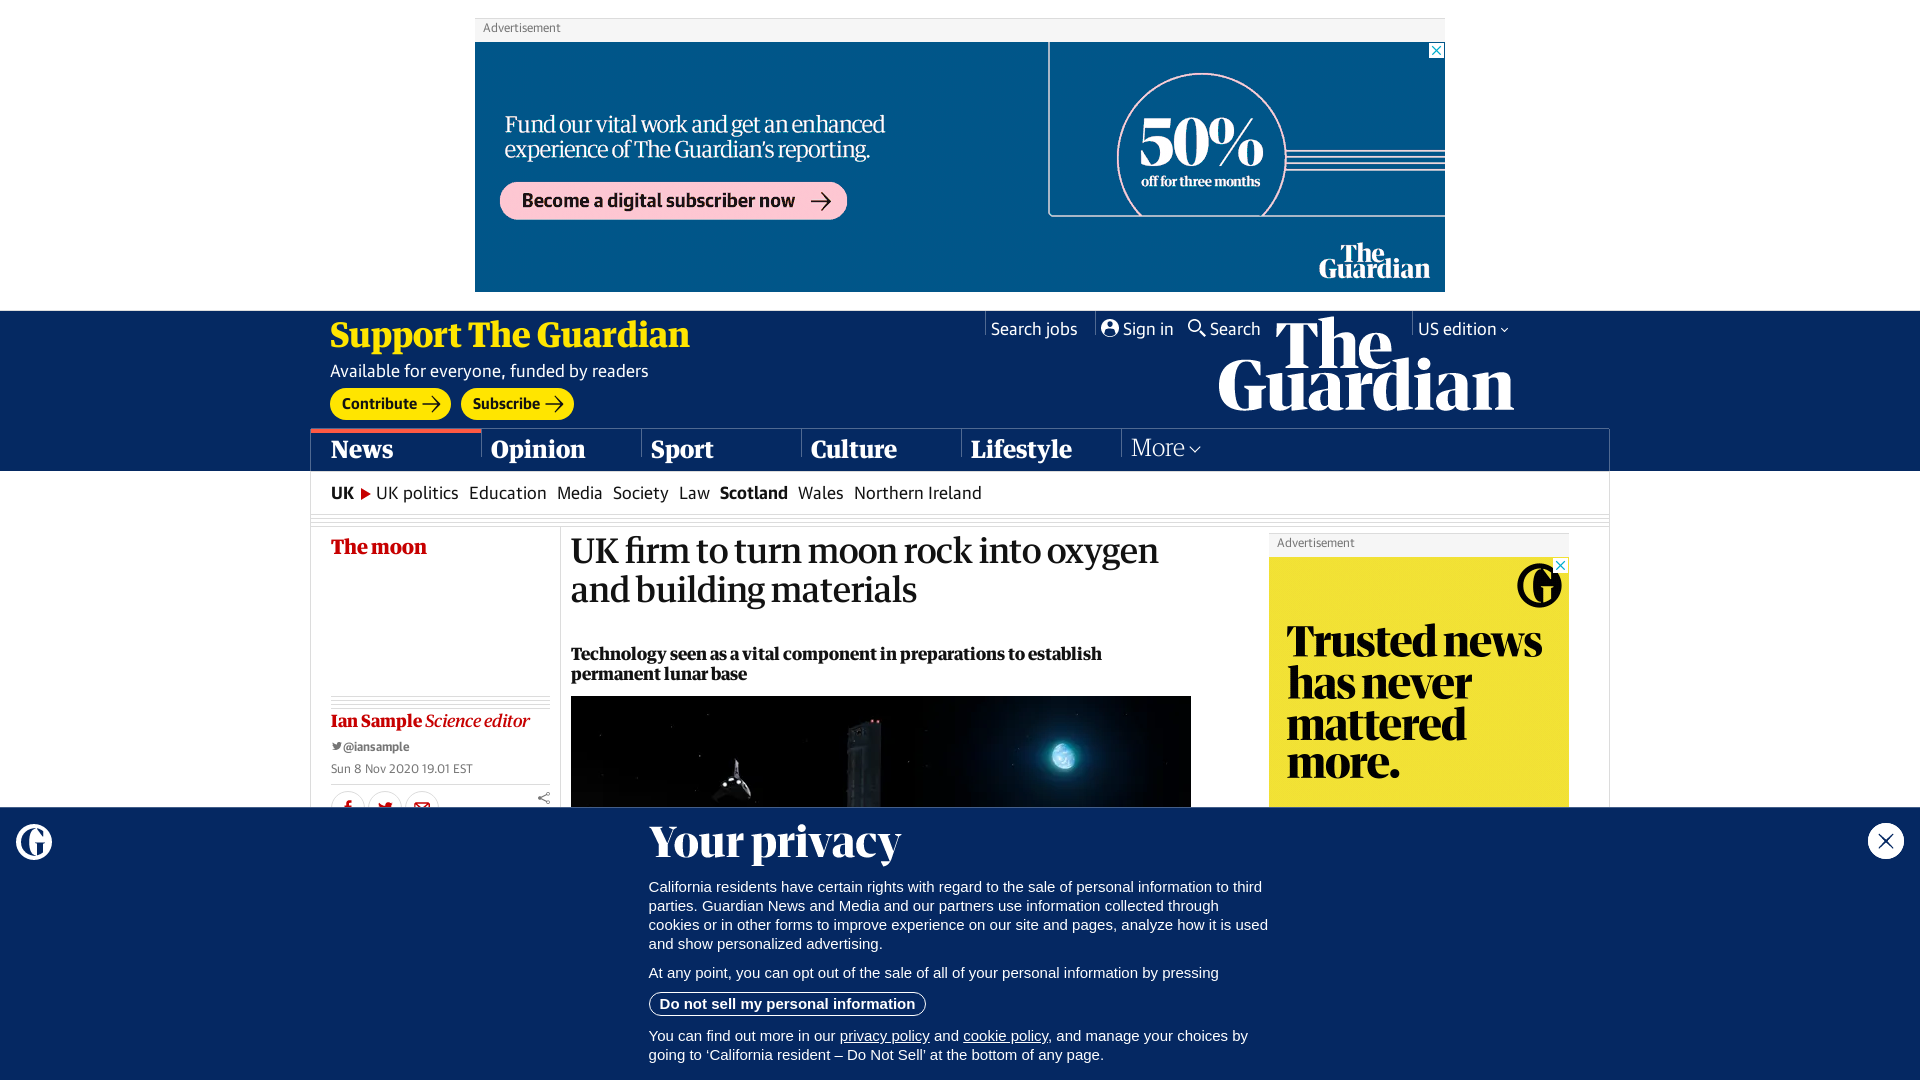 Advertisement
Fund our vital work and get an enhanced
experience of The Guardian's reporting.
Become a digital subscriber now
50%
off for three months
The
Guardian
Support The Guardian
Available for everyone, funded by readers
Contribute
Subscribe
Search jobs
Sign in
Search
US edition
The
Guardian
News
Opinion
Sport
Culture
Lifestyle
More
UK
UK politics
Education
Media
Society
Law
Scotland
Wales
Northern Ireland
The moon
UK firm to turn moon rock into oxygen
and building materials
Technology seen as a vital component in preparations to establish
permanent lunar base
Ian Sample Science editor
@iansample
Sun 8 Nov 2020 19.01 EST
Advertisement
Trusted news
has never
mattered
more.
Your privacy
California residents have certain rights with regard to the sale of personal information to third
parties. Guardian News and Media and our partners use information collected through
cookies or in other forms to improve experience on our site and pages, analyze how it is used
and show personalized advertising.
At any point, you can opt out of the sale of all of your personal information by pressing
Do not sell my personal information
You can find out more in our privacy policy and cookie policy, and manage your choices by
going to ‘California resident – Do Not Sell’ at the bottom of any page.